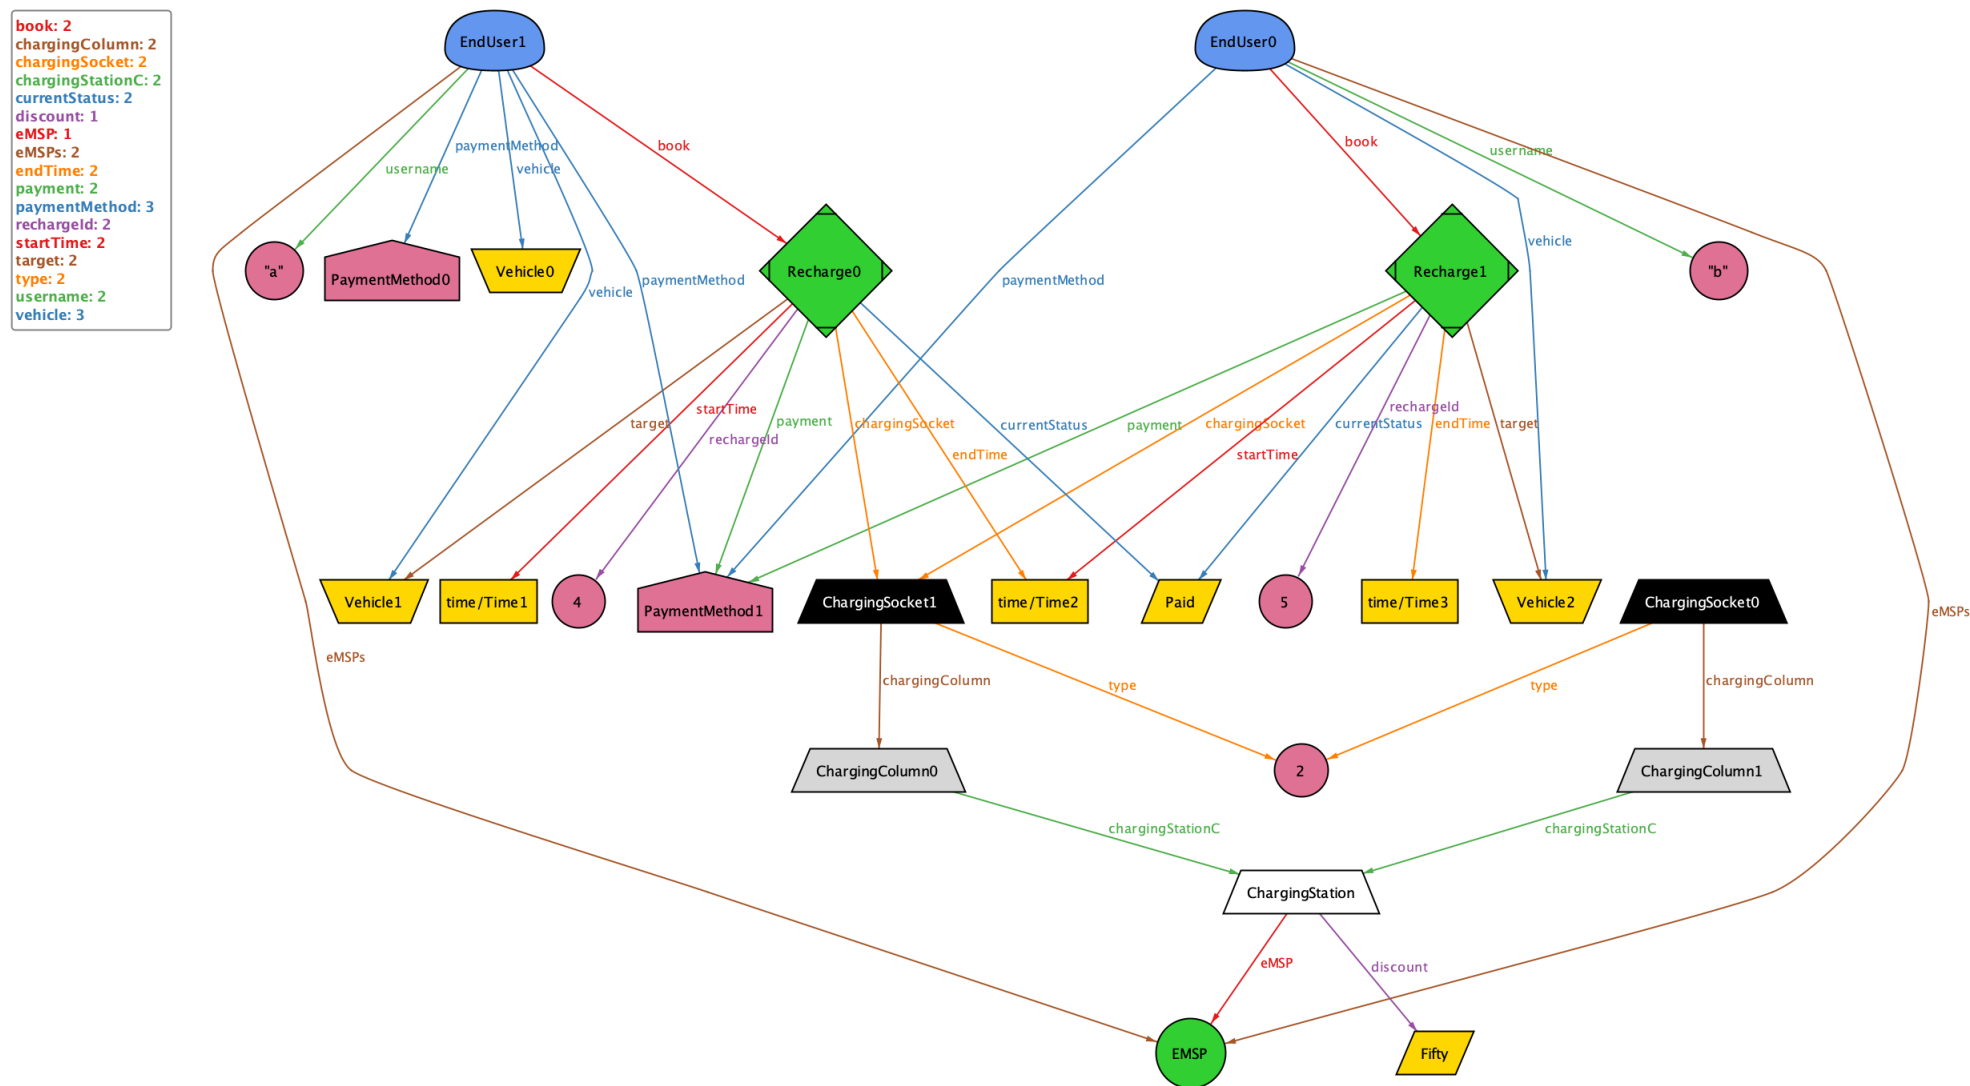 book: 2
chargingColumn: 2
chargingSocket: 2
chargingStationC: 2
currentStatus: 2
discount: 1
eMSP: 1
eMSPs: 2
endTime: 2
payment: 2
paymentMethod: 3
rechargeId: 2
startTime: 2
target: 2
type: 2
username: 2
vehicle: 3
EndUser1
EndUser0
book
book
paymentMethod
username
vehicle
username
vehicle
"a"
PaymentMethod0
Vehicle0
Recharge0
Recharge1
"b"
vehicle
paymentMethod
paymentMethod
target
startTime
rechargeId
payment
chargingSocket
endTime
currentStatus
payment
chargingSocket
startTime
currentStatus
rechargeId
endTime
target
Vehicle1
time/Time1
4
PaymentMethod1
ChargingSocket1
time/Time2
Paid
5
time/Time3
Vehicle2
ChargingSocket0
eMSPs
eMSPs
chargingColumn
type
type
chargingColumn
ChargingColumn0
2
ChargingColumn1
chargingStationC
chargingStationC
ChargingStation
eMSP
discount
EMSP
Fifty